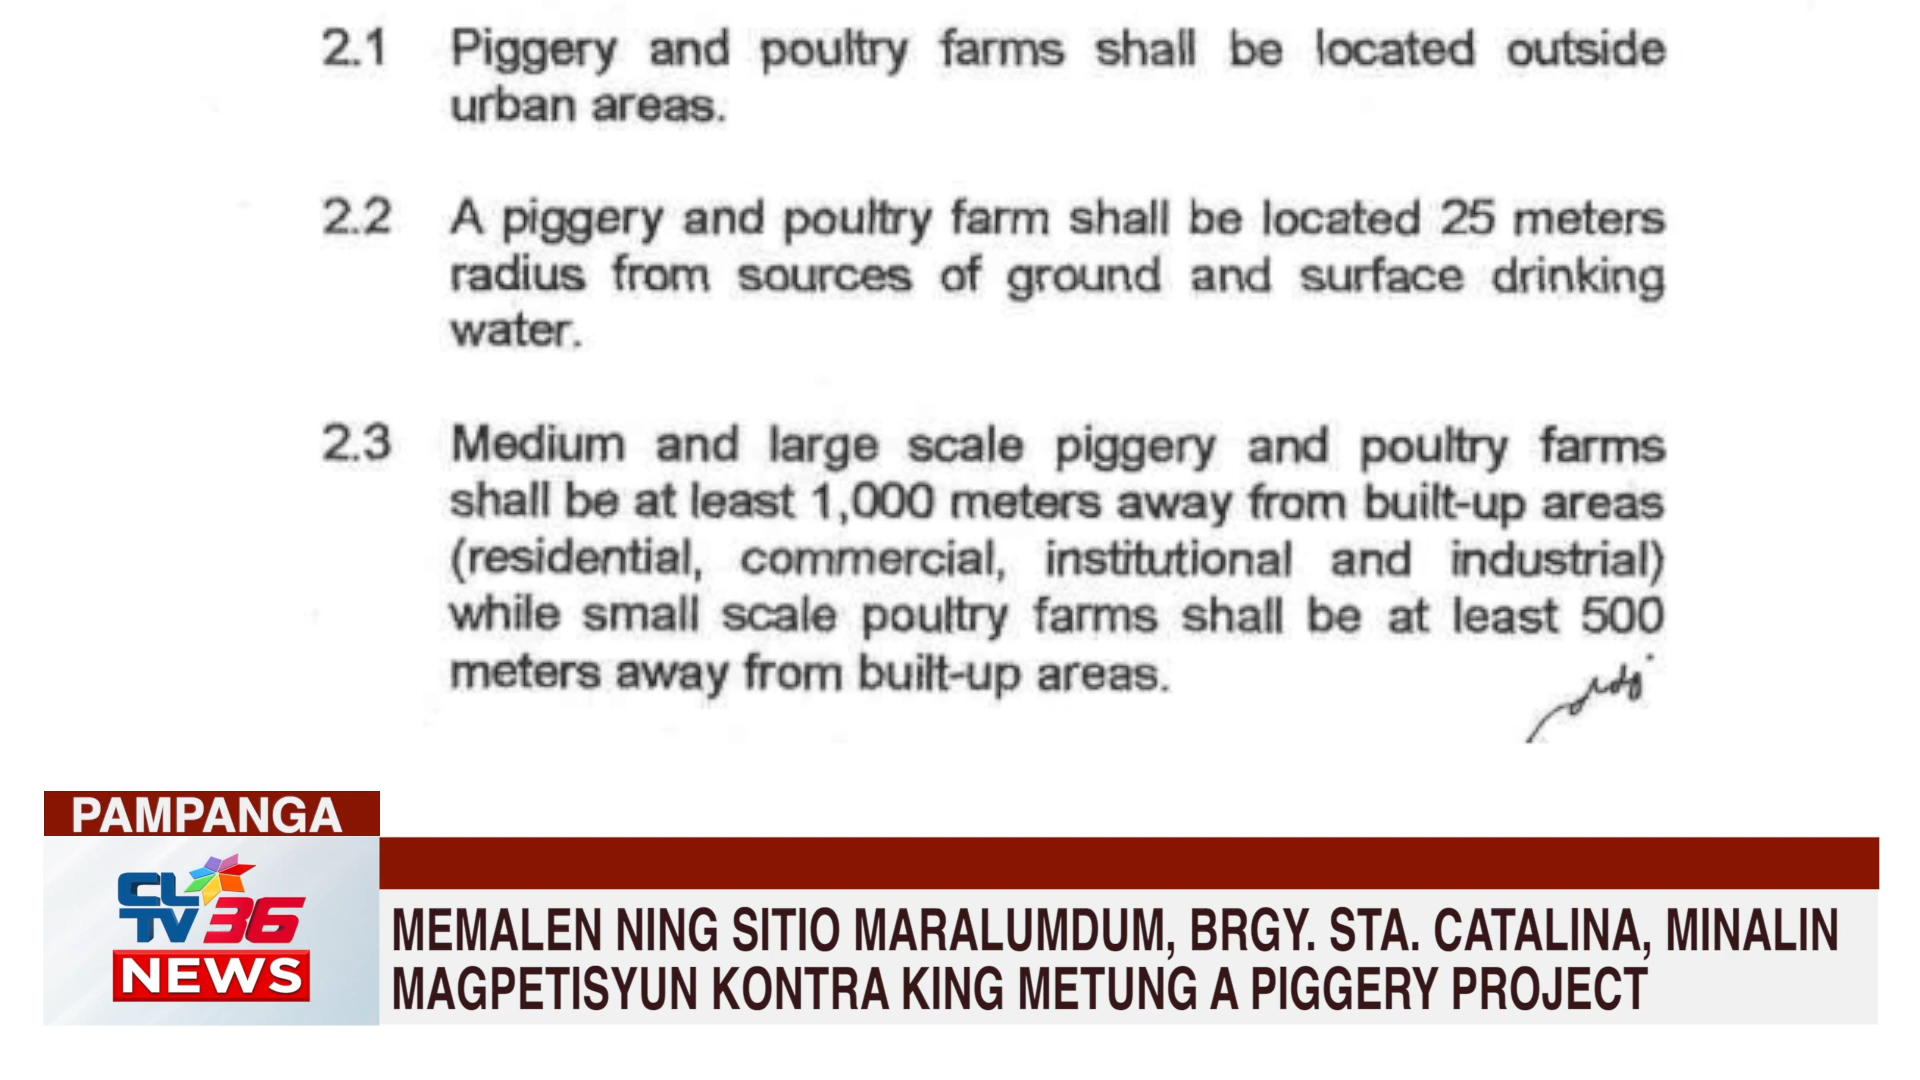 2.1 Piggery and poultry farms shall be located outside
urban areas.
2.2 A piggery and poultry farm shall be located 25 meters
radius from sources of ground and surface drinking
water.
2.3 Medium and large scale piggery and poultry farms
shall be at least 1,000 meters away from built-up areas
(residential, commercial, institutional and industrial)
while small scale poultry farms shall be at least 500
meters away from built-up areas.
PAMPANGA
CL
TV36
NEWS
MEMALEN NING SITIO MARALUMDUM, BRGY. STA. CATALINA, MINALIN
MAGPETISYUN KONTRA KING METUNG A PIGGERY PROJECT